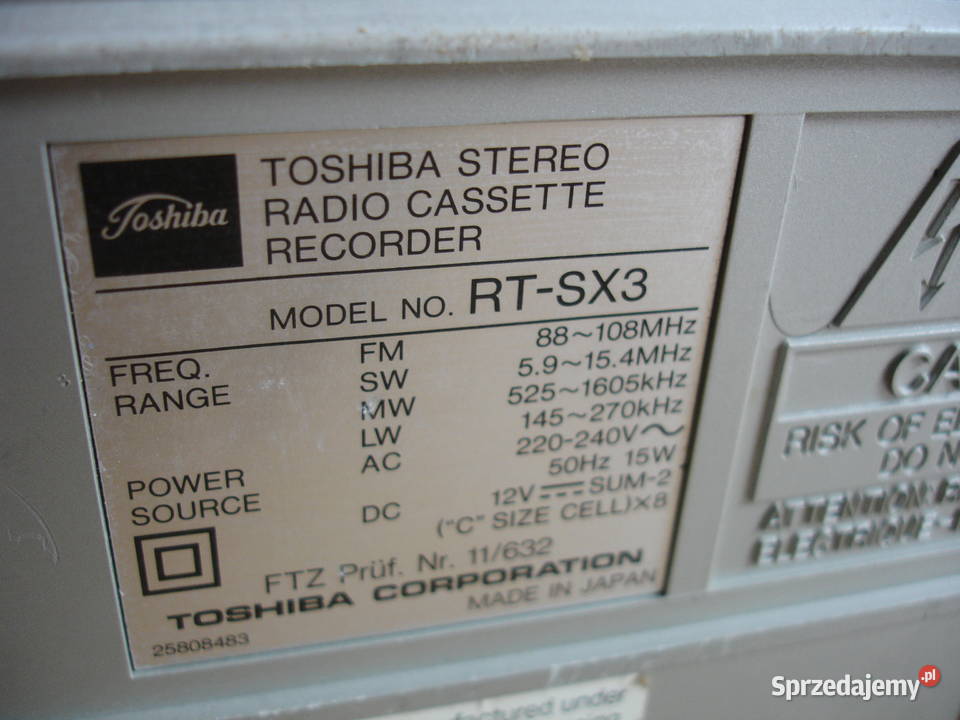 Toshiba
TOSHIBA STEREO
RADIO CASSETTE
RECORDER
MODEL NO. RT-SX3
FREQ. RANGE
FM 88~108MHz
SW 5.9~15.4MHz
MW 525~1605kHz
LW 145~270kHz
POWER SOURCE
AC 220-240V~
50Hz 15W
DC 12V⎓SUM-2
("C" SIZE CELL)×8
FTZ Prüf. Nr. 11/632
TOSHIBA CORPORATION
MADE IN JAPAN
25808483
RISK OF
DO
ATTENTION
under
Sprzedajemy.pl